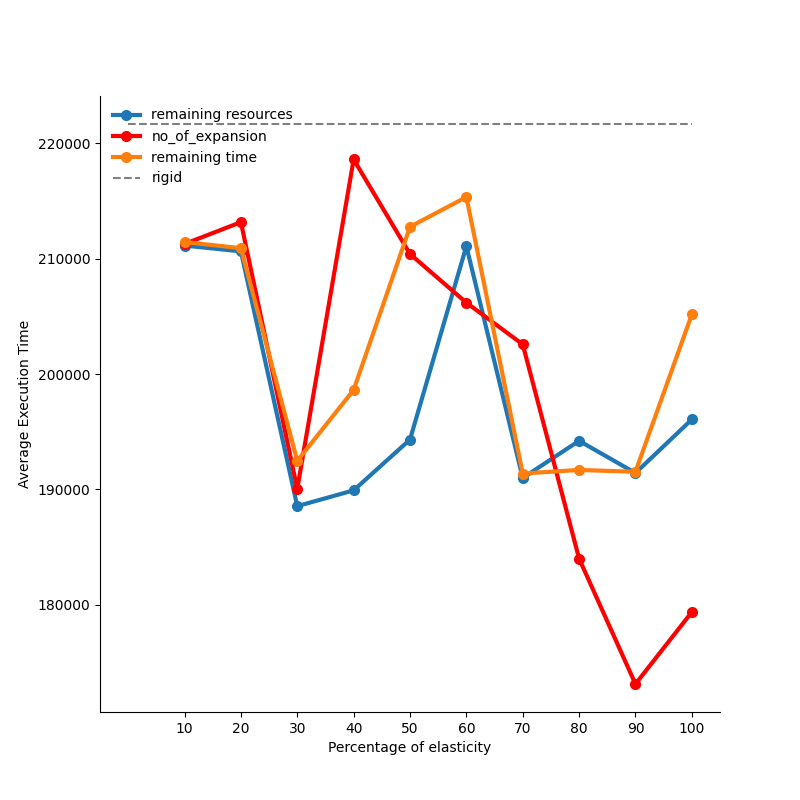 remaining resources
no_of_expansion
remaining time
rigid
220000
210000
200000
190000
180000
Average Execution Time
10 20 30 40 50 60 70 80 90 100
Percentage of elasticity